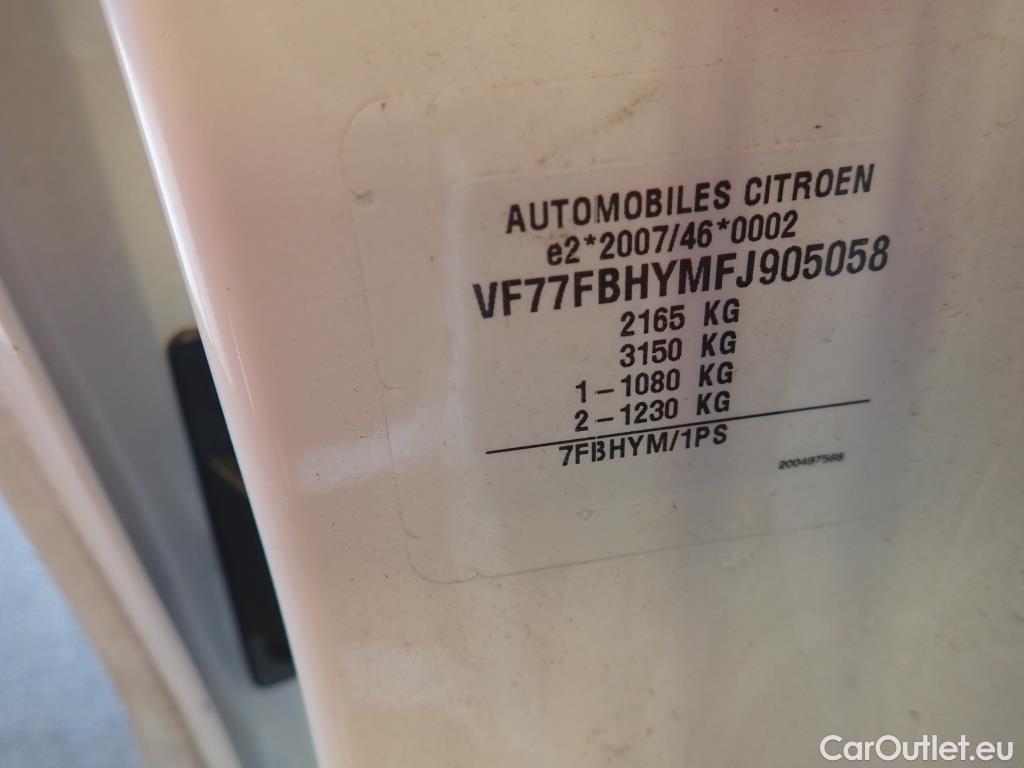 AUTOMOBILES CITROEN
e2*2007/46*0002
VF77FBHYMFJ905058
2165 KG
3150 KG
1-1080 KG
2-1230 KG
7FBHYM/1PS
20048758B
CarOutlet.eu